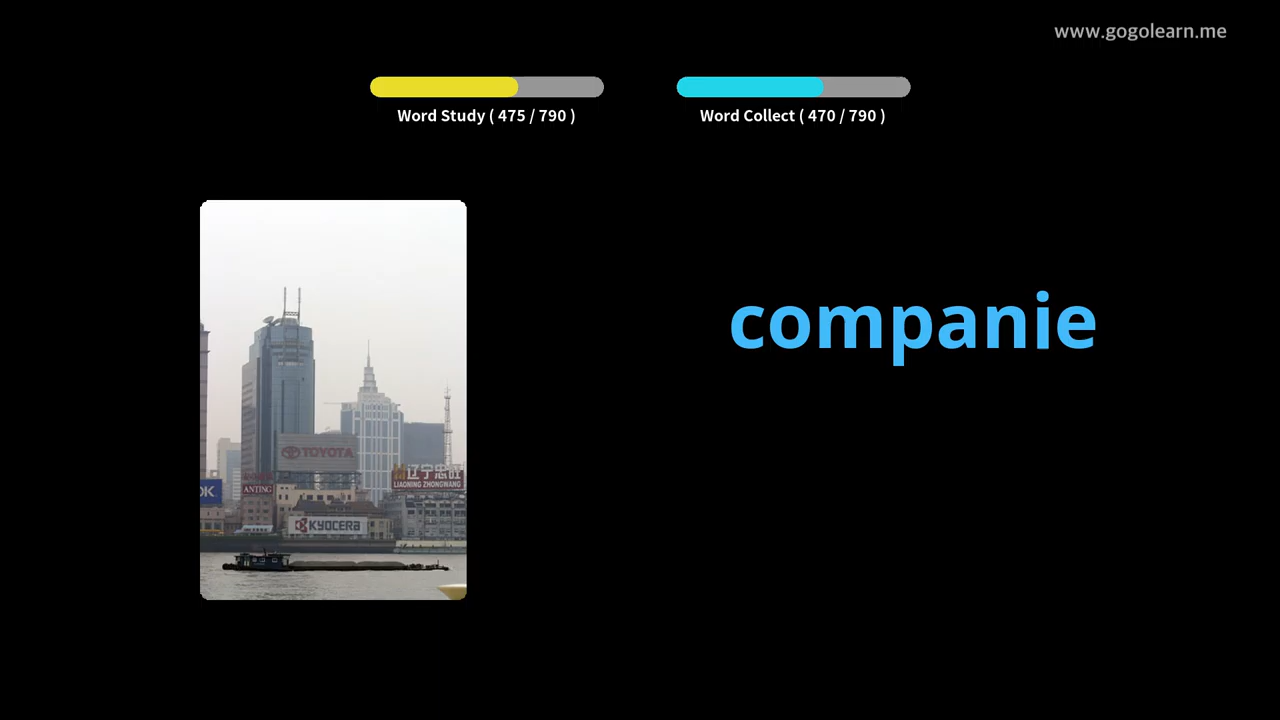 www.gogolearn.me
Word Study ( 475 / 790 )
Word Collect ( 470 / 790 )
companie
TOYOTA
辽宁忠旺
LIAONING ZHONGWANG
ANTING
KYOCERA